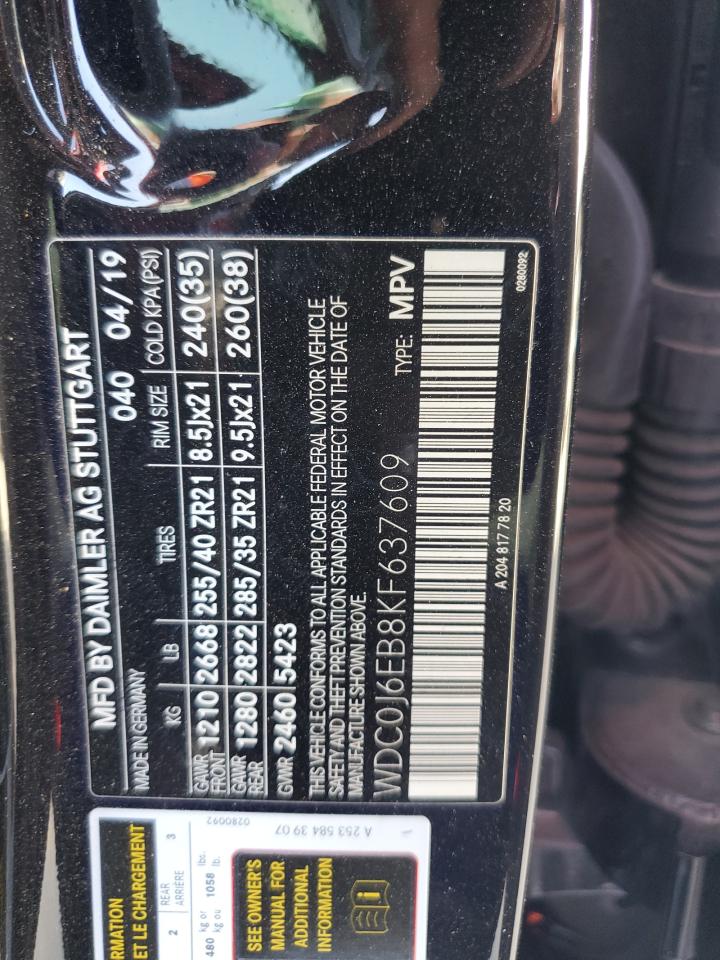 MFD BY DAIMLER AG STUTTGART
MADE IN GERMANY 040 04/19
KG LB TIRES RIM SIZE COLD KPA(PSI)
GAWR FRONT 1210 2668 255/40 ZR21 8.5Jx21 240(35)
GAWR REAR 1280 2822 285/35 ZR21 9.5Jx21 260(38)
GVWR 2460 5423
THIS VEHICLE CONFORMS TO ALL APPLICABLE FEDERAL MOTOR VEHICLE
SAFETY AND THEFT PREVENTION STANDARDS IN EFFECT ON THE DATE OF
MANUFACTURE SHOWN ABOVE.
WDC0J6EB8KF637609 TYPE: MPV
A 204 817 78 20 0280092
RMATION
ET LE CHARGEMENT
2 REAR 3
ARRIÈRE
480 kg or 1058 lbs.
kg ou lb.
SEE OWNER'S
MANUAL FOR
ADDITIONAL
INFORMATION
i
A 253 584 39 07
0280092